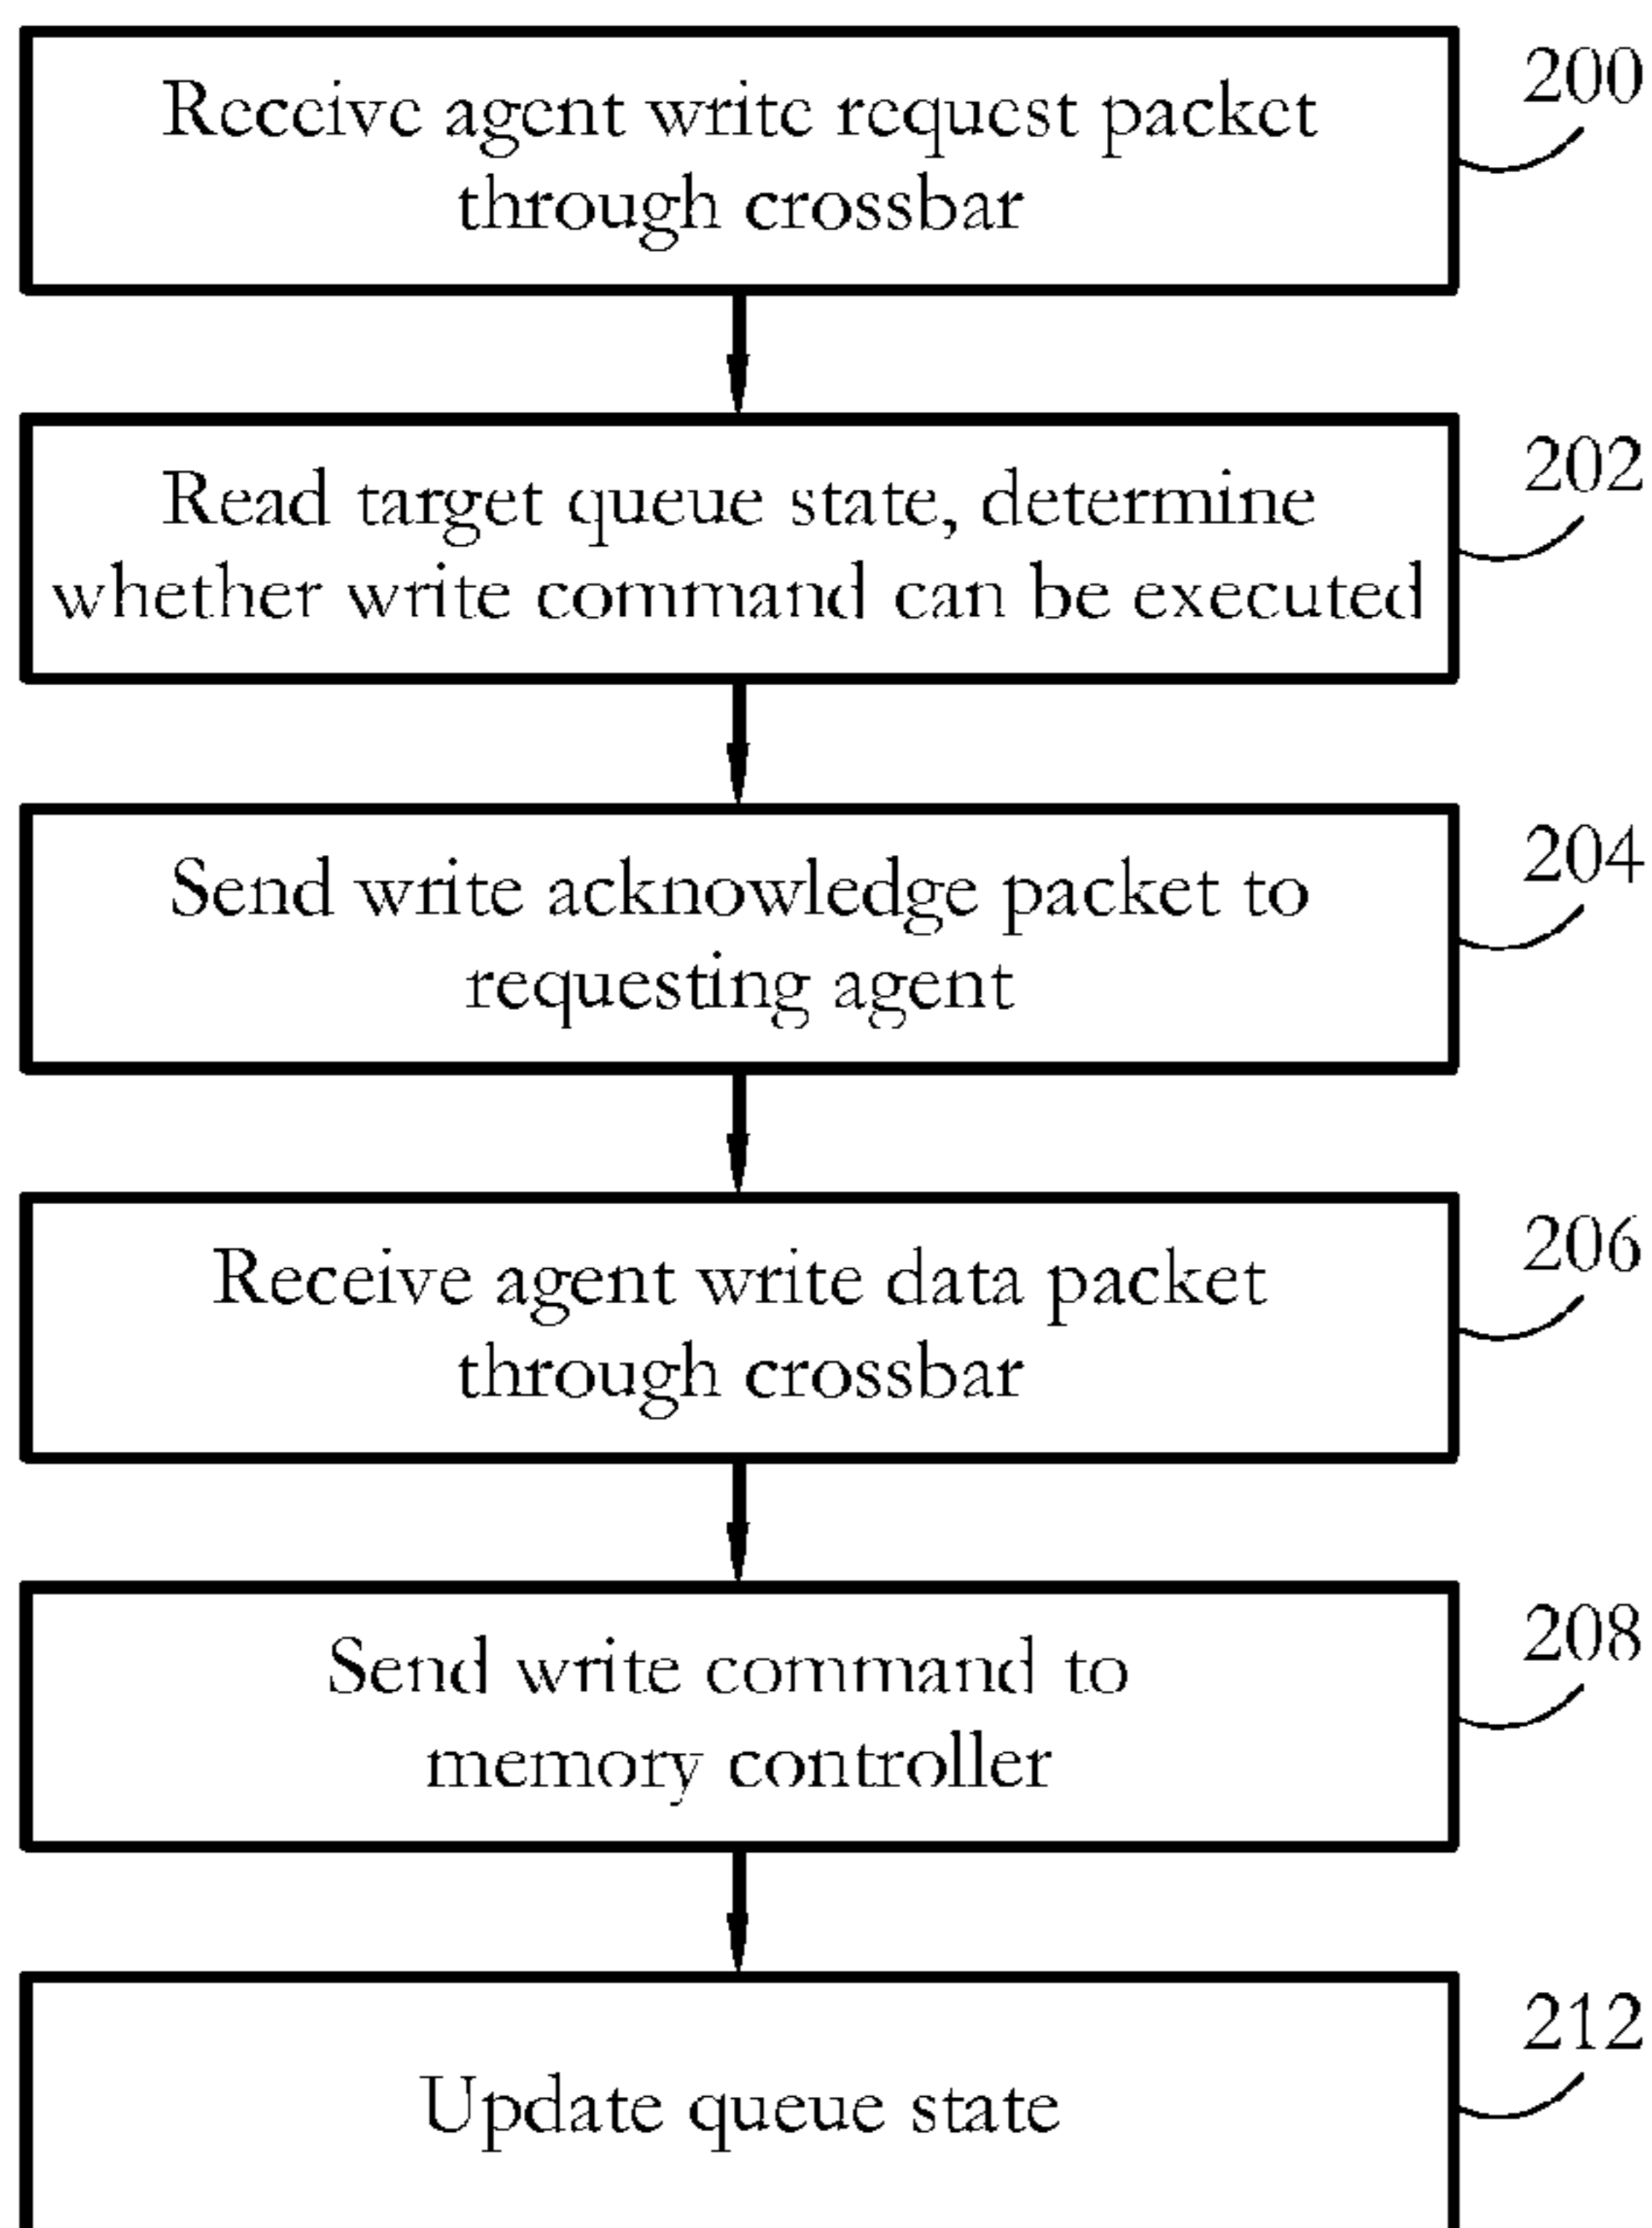 Receive agent write request packet
through crossbar
200
Read target queue state, determine
whether write command can be executed
202
Send write acknowledge packet to
requesting agent
204
Receive agent write data packet
through crossbar
206
Send write command to
memory controller
208
Update queue state
212